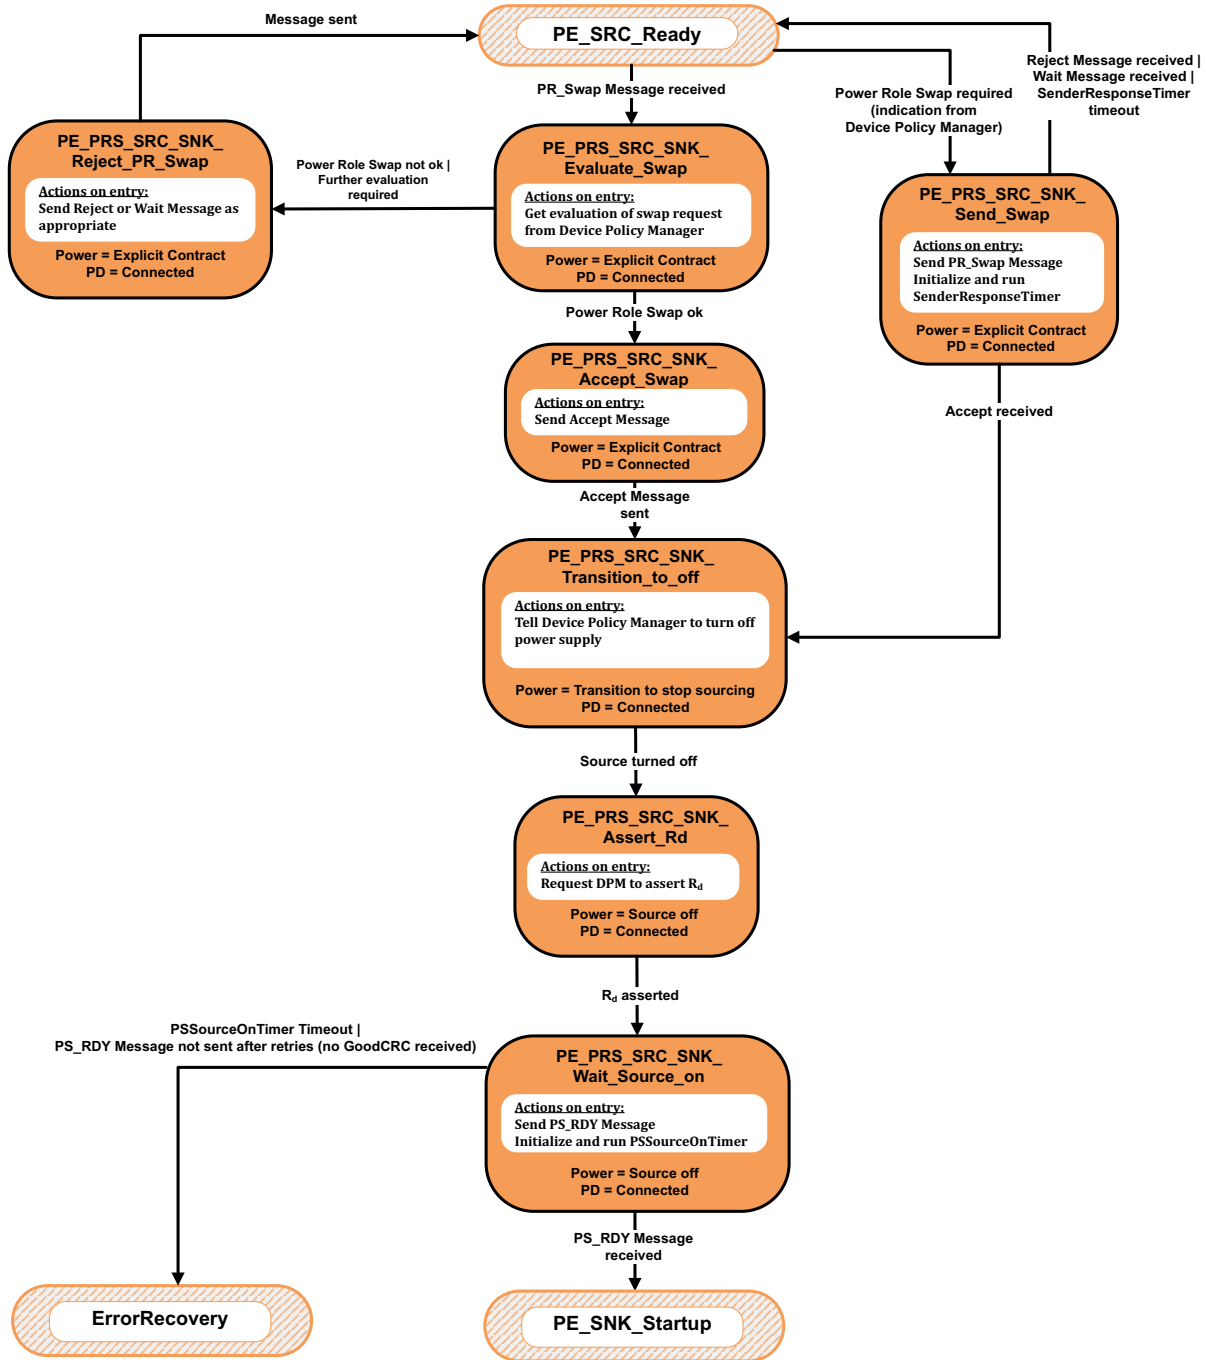 Message sent
PE_SRC_Ready
PR_Swap Message received
Reject Message received |
Wait Message received |
SenderResponseTimer
timeout
Power Role Swap required
(indication from
Device Policy Manager)
PE_PRS_SRC_SNK_
Reject_PR_Swap
Actions on entry:
Send Reject or Wait Message as
appropriate
Power = Explicit Contract
PD = Connected
Power Role Swap not ok |
Further evaluation
required
PE_PRS_SRC_SNK_
Evaluate_Swap
Actions on entry:
Get evaluation of swap request
from Device Policy Manager
Power = Explicit Contract
PD = Connected
PE_PRS_SRC_SNK_
Send_Swap
Actions on entry:
Send PR_Swap Message
Initialize and run
SenderResponseTimer
Power = Explicit Contract
PD = Connected
Power Role Swap ok
PE_PRS_SRC_SNK_
Accept_Swap
Actions on entry:
Send Accept Message
Power = Explicit Contract
PD = Connected
Accept received
Accept Message
sent
PE_PRS_SRC_SNK_
Transition_to_off
Actions on entry:
Tell Device Policy Manager to turn off
power supply
Power = Transition to stop sourcing
PD = Connected
Source turned off
PE_PRS_SRC_SNK_
Assert_Rd
Actions on entry:
Request DPM to assert Rd
Power = Source off
PD = Connected
Rd asserted
PSSourceOnTimer Timeout |
PS_RDY Message not sent after retries (no GoodCRC received)
PE_PRS_SRC_SNK_
Wait_Source_on
Actions on entry:
Send PS_RDY Message
Initialize and run PSSourceOnTimer
Power = Source off
PD = Connected
PS_RDY Message
received
ErrorRecovery
PE_SNK_Startup